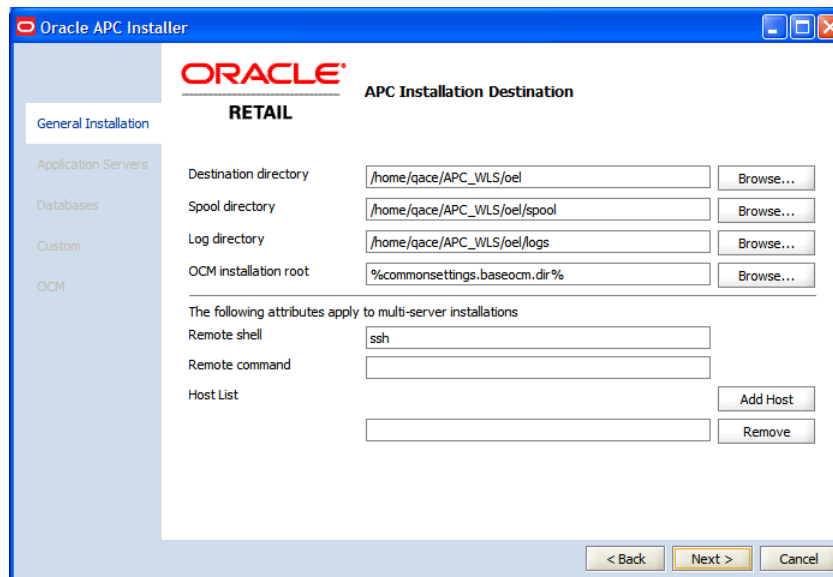 Oracle APC Installer
ORACLE®
RETAIL
APC Installation Destination
General Installation
Application Servers
Databases
Custom
OCM
Destination directory /home/qace/APC_WLS/oel Browse...
Spool directory /home/qace/APC_WLS/oel/spool Browse...
Log directory /home/qace/APC_WLS/oel/logs Browse...
OCM installation root %commonsettings.baseocm.dir% Browse...
The following attributes apply to multi-server installations
Remote shell ssh
Remote command
Host List Add Host
Remove
< Back Next > Cancel